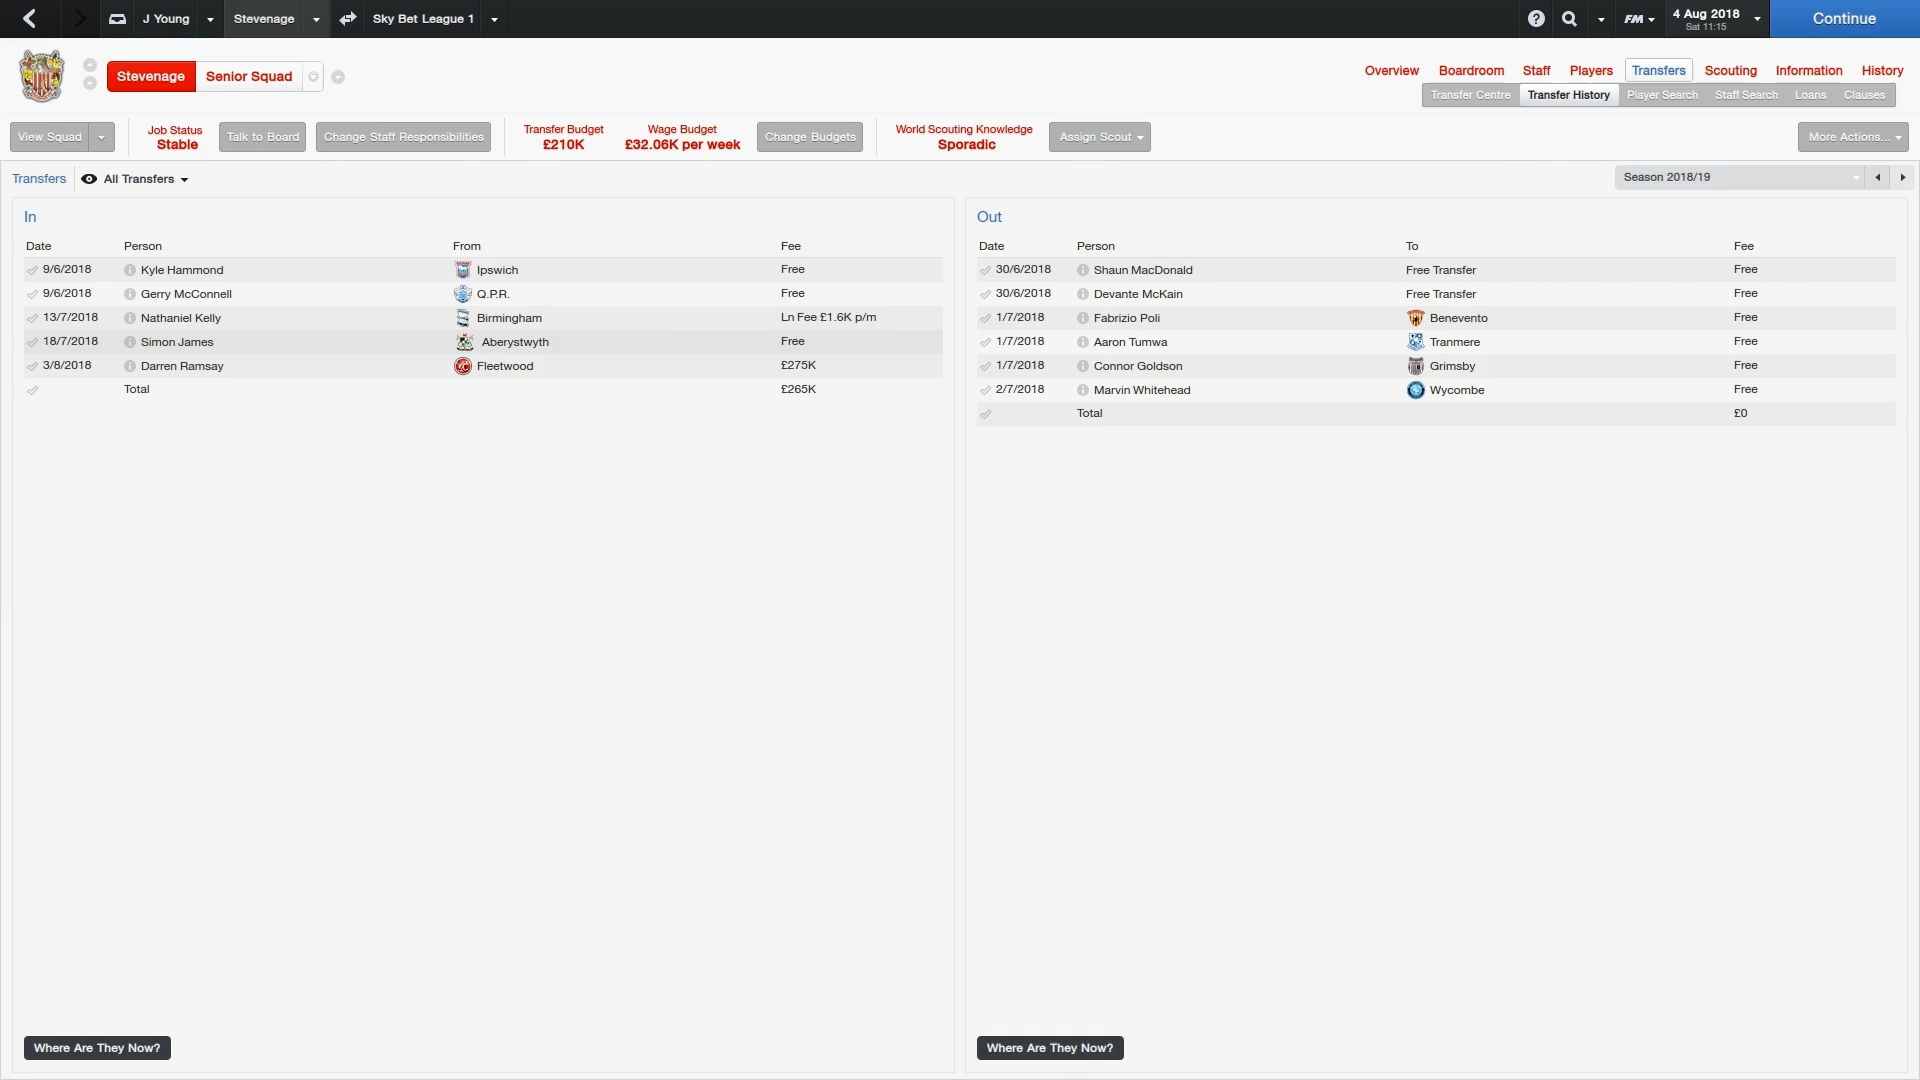 J Young
Stevenage
Sky Bet League 1
FM
4 Aug 2018
Sat 11:15
Continue
Stevenage
Senior Squad
Overview
Boardroom
Staff
Players
Transfers
Scouting
Information
History
Transfer Centre
Transfer History
Player Search
Staff Search
Loans
Clauses
View Squad
Job Status
Stable
Talk to Board
Change Staff Responsibilities
Transfer Budget
£210K
Wage Budget
£32.06K per week
Change Budgets
World Scouting Knowledge
Sporadic
Assign Scout
More Actions...
Transfers
All Transfers
Season 2018/19
In
Date Person From Fee
9/6/2018 Kyle Hammond Ipswich Free
9/6/2018 Gerry McConnell Q.P.R. Free
13/7/2018 Nathaniel Kelly Birmingham Ln Fee £1.6K p/m
18/7/2018 Simon James Aberystwyth Free
3/8/2018 Darren Ramsay Fleetwood £275K
Total £265K
Where Are They Now?
Out
Date Person To Fee
30/6/2018 Shaun MacDonald Free Transfer Free
30/6/2018 Devante McKain Free Transfer Free
1/7/2018 Fabrizio Poli Benevento Free
1/7/2018 Aaron Tumwa Tranmere Free
1/7/2018 Connor Goldson Grimsby Free
2/7/2018 Marvin Whitehead Wycombe Free
Total £0
Where Are They Now?